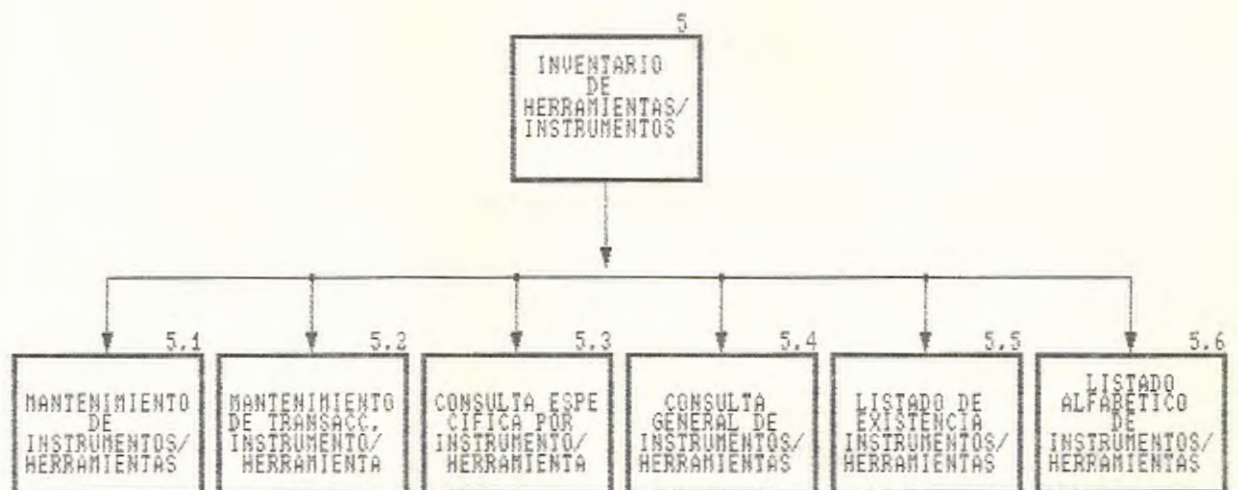 5
INVENTARIO
DE
HERRAMIENTAS/
INSTRUMENTOS
5.1
MANTENIMIENTO
DE
INSTRUMENTOS/
HERRAMIENTAS
5.2
MANTENIMIENTO
DE TRANSACC.
INSTRUMENTO/
HERRAMIENTA
5.3
CONSULTA ESPE
CIFICA POR
INSTRUMENTO/
HERRAMIENTA
5.4
CONSULTA
GENERAL DE
INSTRUMENTOS/
HERRAMIENTAS
5.5
LISTADO DE
EXISTENCIA
INSTRUMENTOS/
HERRAMIENTAS
5.6
LISTADO
ALFABETICO
DE
INSTRUMENTOS/
HERRAMIENTAS